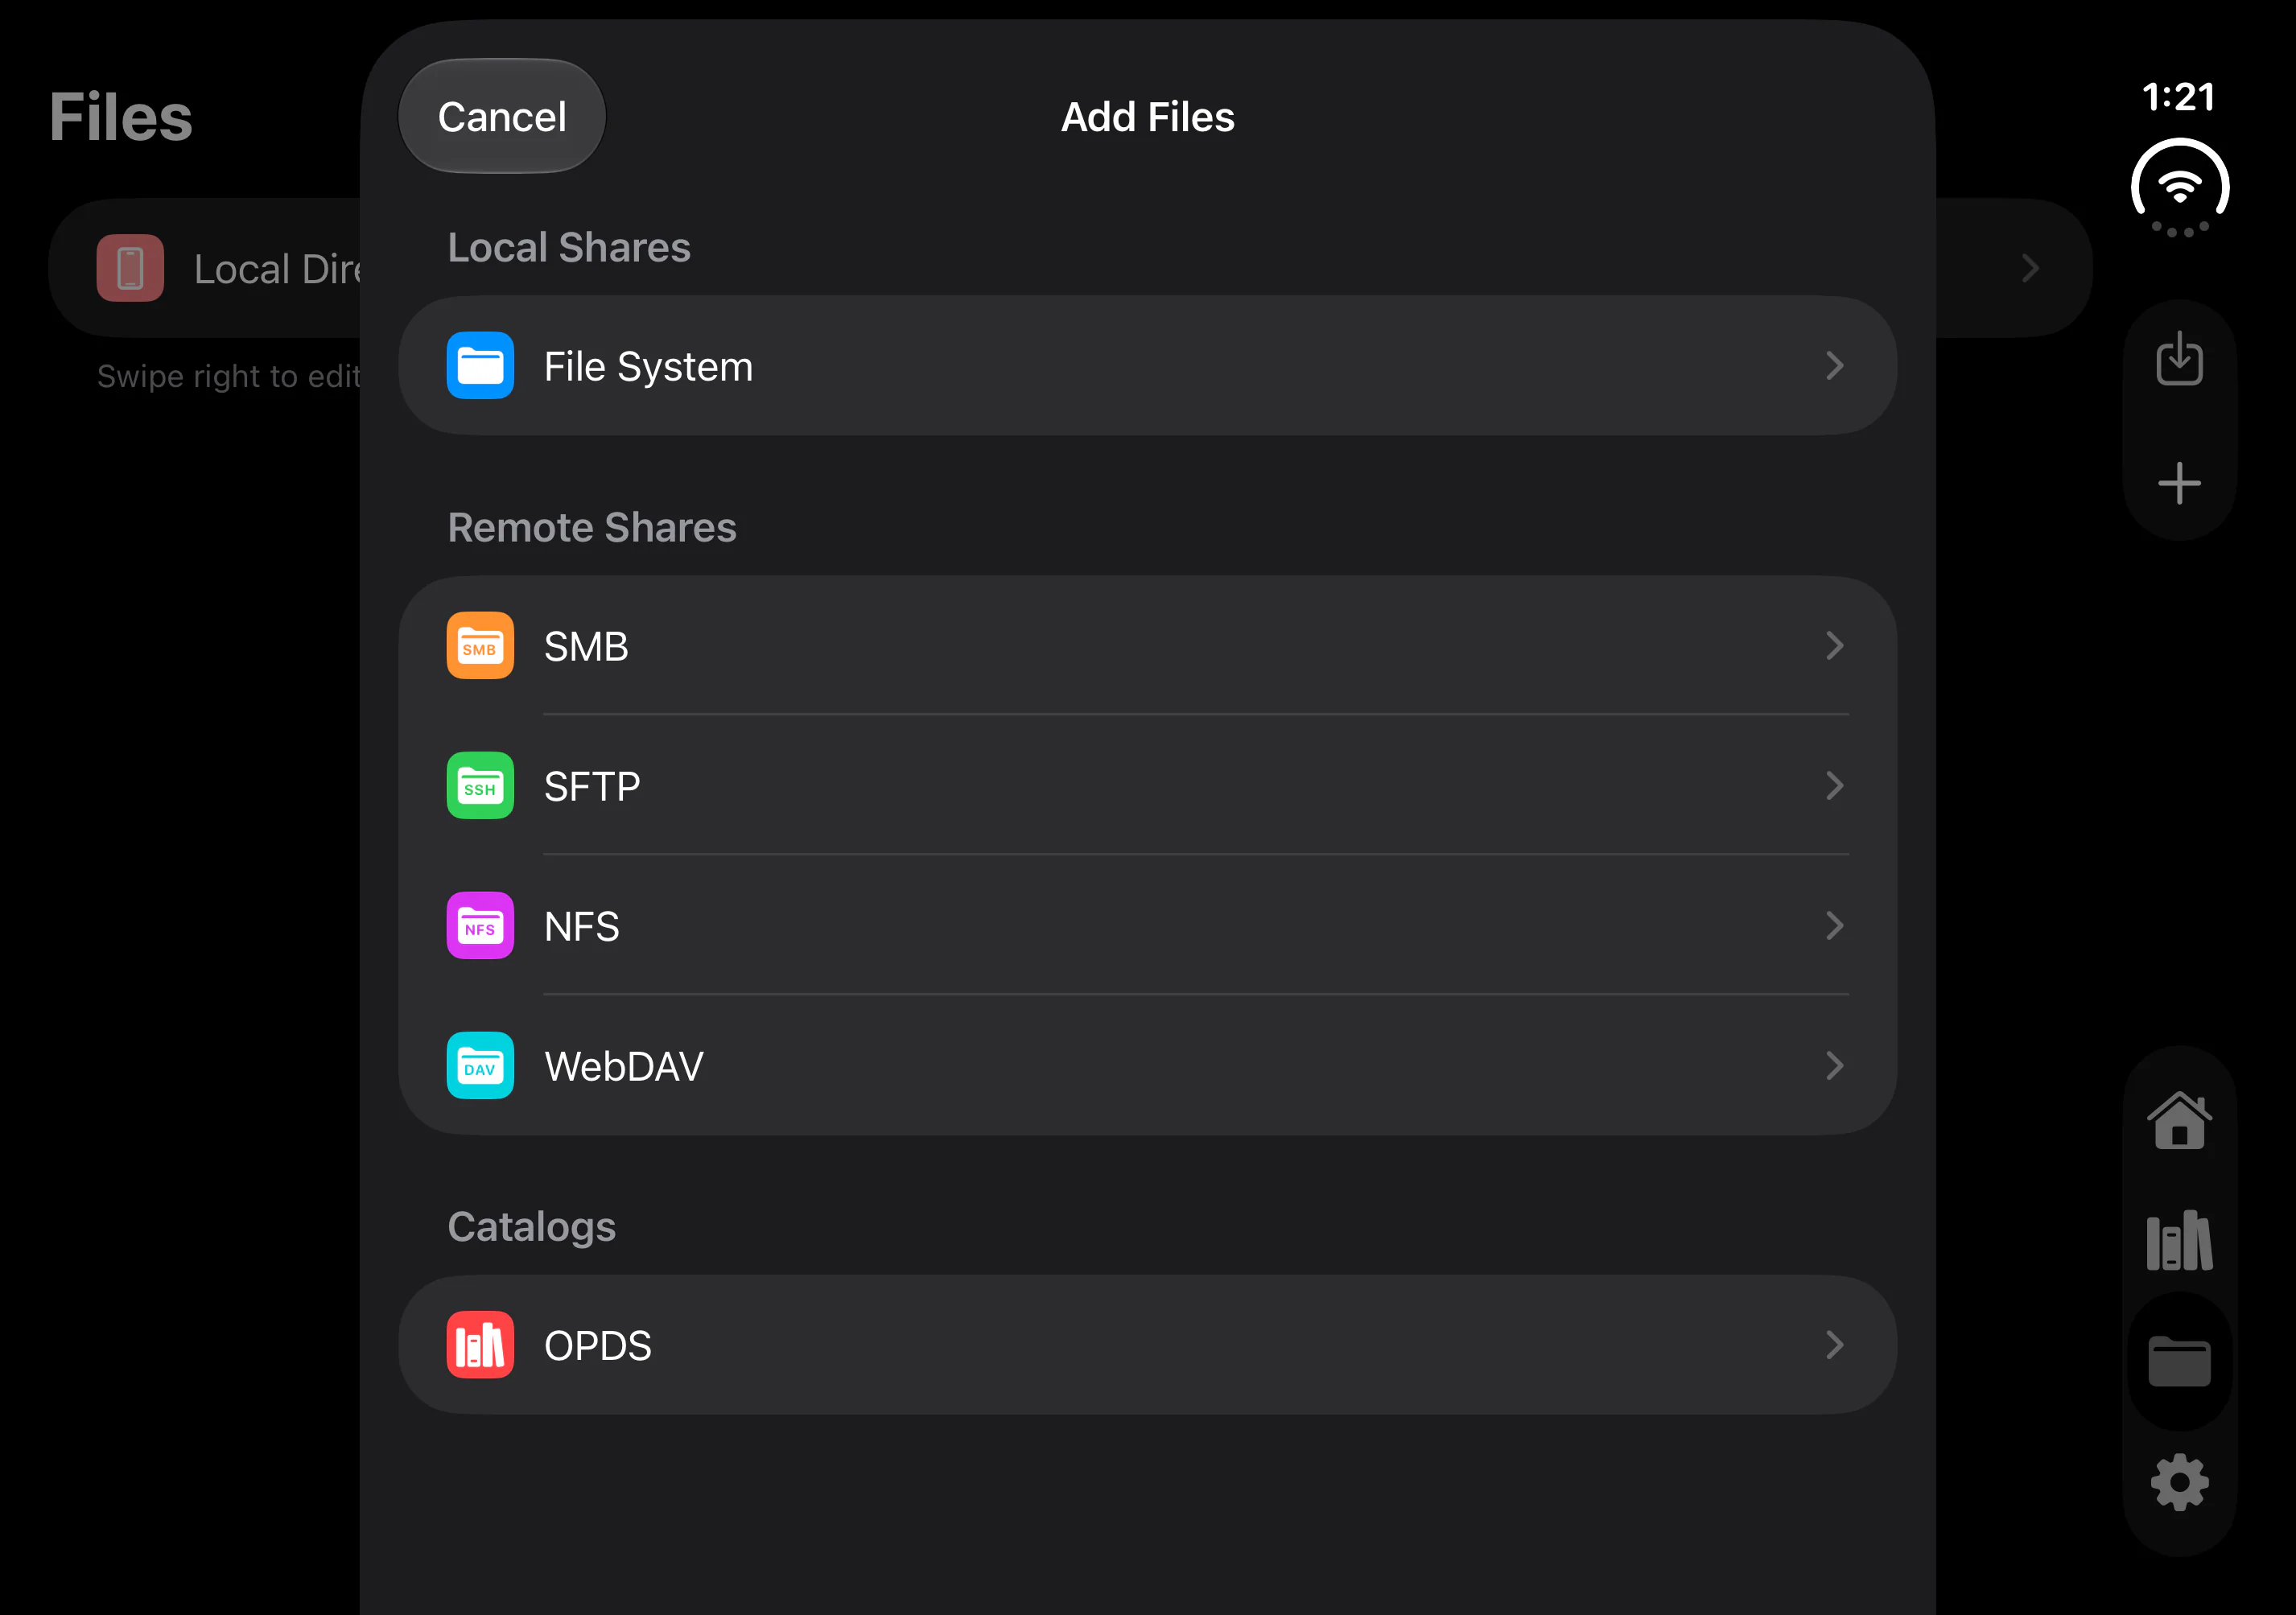 Files
Cancel
Add Files
1:21
Local Shares
Local Dire
File System
Swipe right to edit
Remote Shares
SMB
SMB
SSH
SFTP
NFS
NFS
DAV
WebDAV
Catalogs
OPDS